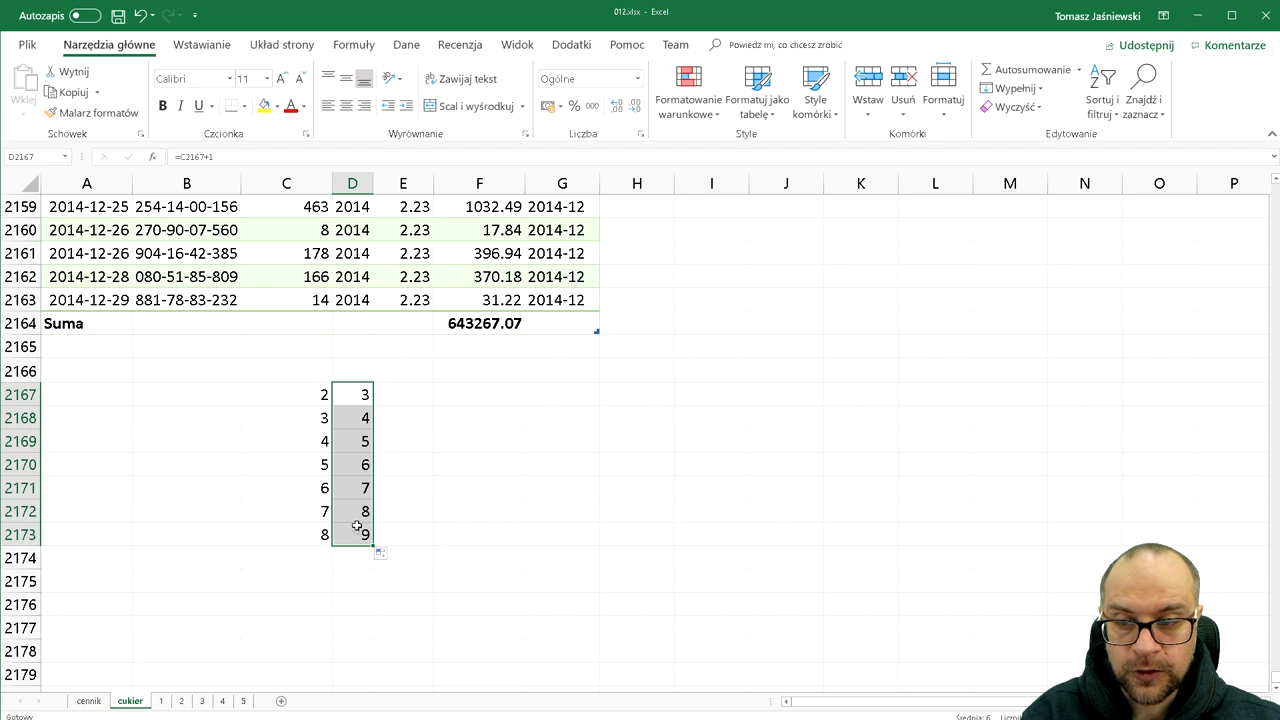 Autozapis
012.xlsx - Excel
Tomasz Jaśniewski
Plik Narzędzia główne Wstawianie Układ strony Formuły Dane Recenzja Widok Dodatki Pomoc Team Powiedz mi, co chcesz zrobić Udostępnij Komentarze
Wklej
Wytnij
Kopiuj
Malarz formatów
Schowek
Calibri 11
B I U
Czcionka
Zawijaj tekst
Scal i wyśrodkuj
Wyrównanie
Ogólne
% 000
Liczba
Formatowanie warunkowe
Formatuj jako tabelę
Style komórki
Style
Wstaw Usuń Formatuj
Komórki
Autosumowanie
Wypełnij
Wyczyść
Sortuj i filtruj
Znajdź i zaznacz
Edytowanie
D2167 fx =C2167+1
A B C D E F G H I J K L M N O P
2159 2014-12-25 254-14-00-156 463 2014 2.23 1032.49 2014-12
2160 2014-12-26 270-90-07-560 8 2014 2.23 17.84 2014-12
2161 2014-12-26 904-16-42-385 178 2014 2.23 396.94 2014-12
2162 2014-12-28 080-51-85-809 166 2014 2.23 370.18 2014-12
2163 2014-12-29 881-78-83-232 14 2014 2.23 31.22 2014-12
2164 Suma 643267.07
2165
2166
2167 2 3
2168 3 4
2169 4 5
2170 5 6
2171 6 7
2172 7 8
2173 8 9
2174
2175
2176
2177
2178
2179
cennik cukier 1 2 3 4 5
Gotowy Średnia: 6